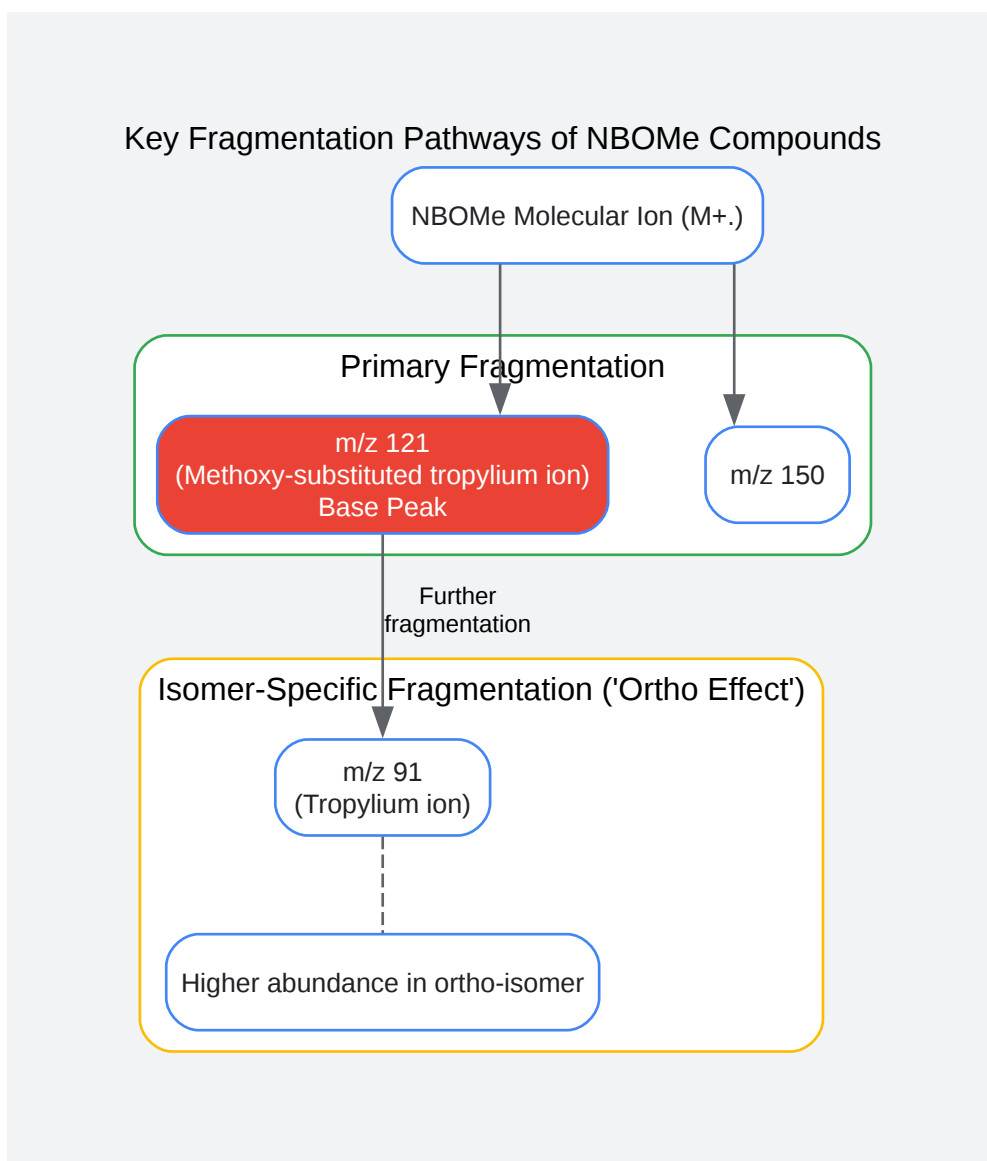 Key Fragmentation Pathways of NBOMe Compounds
NBOMe Molecular Ion (M+.)
Primary Fragmentation
m/z 121
(Methoxy-substituted tropylium ion)
Base Peak
m/z 150
Further
fragmentation
Isomer-Specific Fragmentation ('Ortho Effect')
m/z 91
(Tropylium ion)
Higher abundance in ortho-isomer